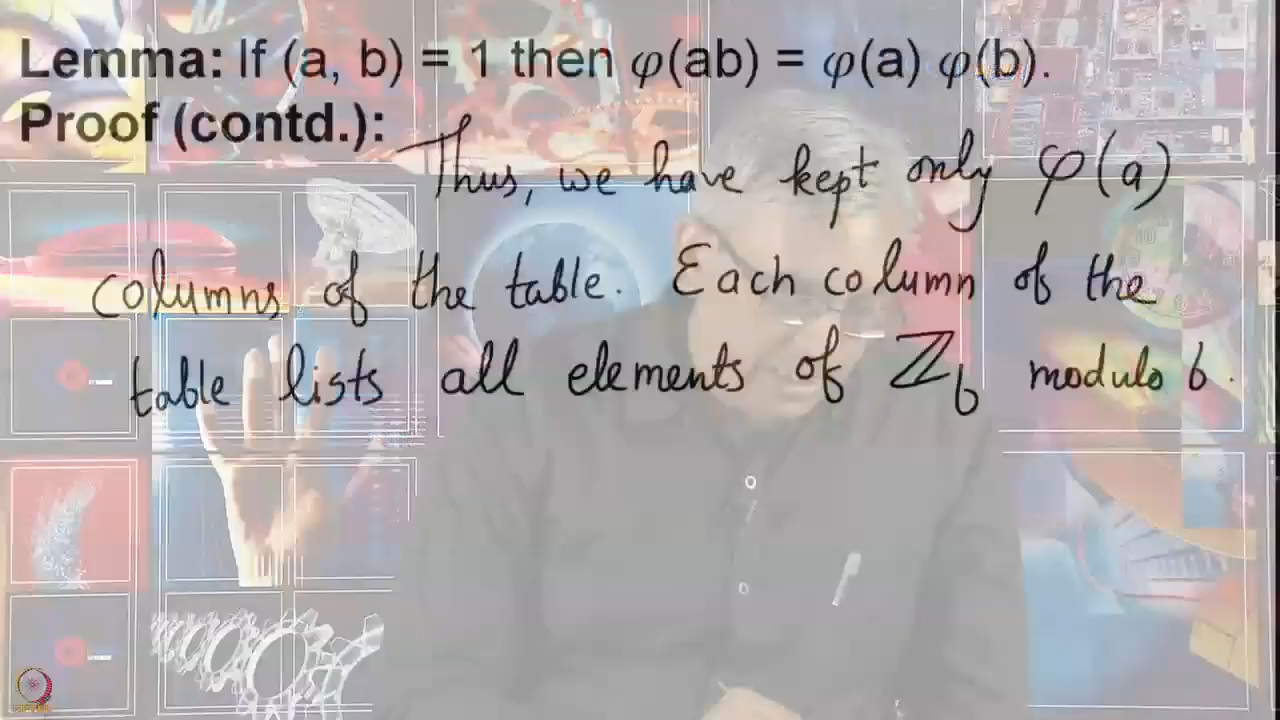 Lemma: If (a, b) = 1 then φ(ab) = φ(a) φ(b).
Proof (contd.):
Thus, we have kept only φ(a)
columns of the table. Each column of the
table lists all elements of ℤ_b modulo b.